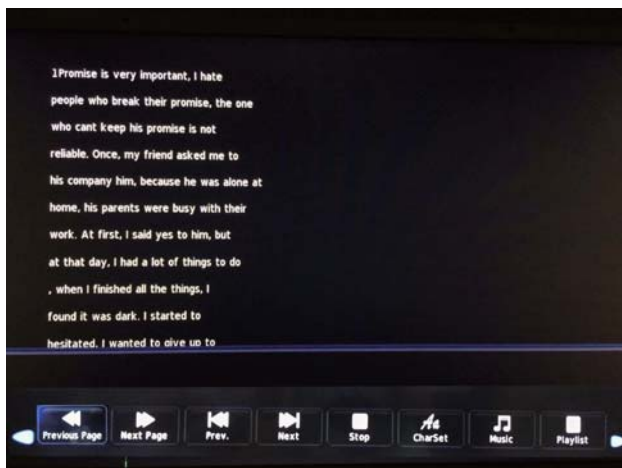 1Promise is very important, I hate
people who break their promise, the one
who cant keep his promise is not
reliable. Once, my friend asked me to
his company him, because he was alone at
home, his parents were busy with their
work. At first, I said yes to him, but
at that day, I had a lot of things to do
, when I finished all the things, I
found it was dark. I started to
hesitated. I wanted to give up to
Previous Page Next Page Prev. Next Stop CharSet Music Playlist